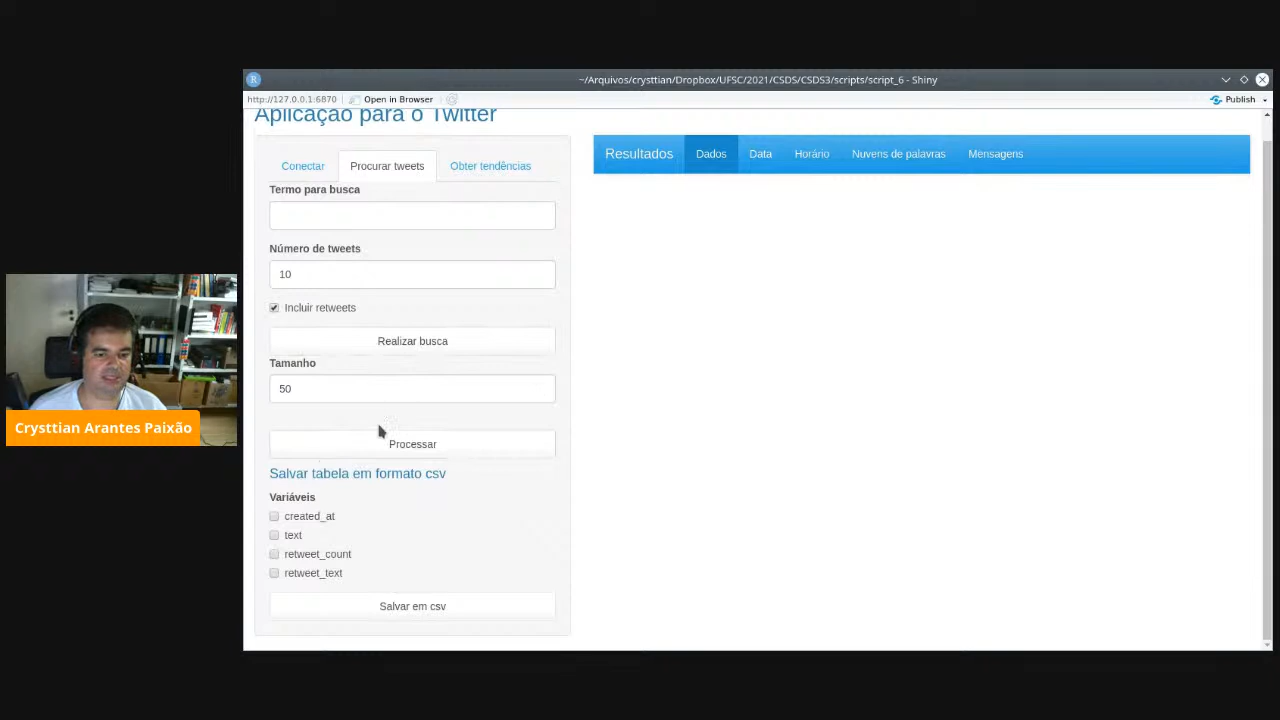 ~/Arquivos/crysttian/Dropbox/UFSC/2021/CSDS/CSDS3/scripts/script_6 - Shiny
http://127.0.0.1:6870
Open in Browser
Publish
Aplicação para o Twitter
Conectar
Procurar tweets
Obter tendências
Termo para busca
Número de tweets
10
Incluir retweets
Realizar busca
Tamanho
50
Processar
Salvar tabela em formato csv
Variáveis
created_at
text
retweet_count
retweet_text
Salvar em csv
Resultados
Dados
Data
Horário
Nuvens de palavras
Mensagens
Crysttian Arantes Paixão